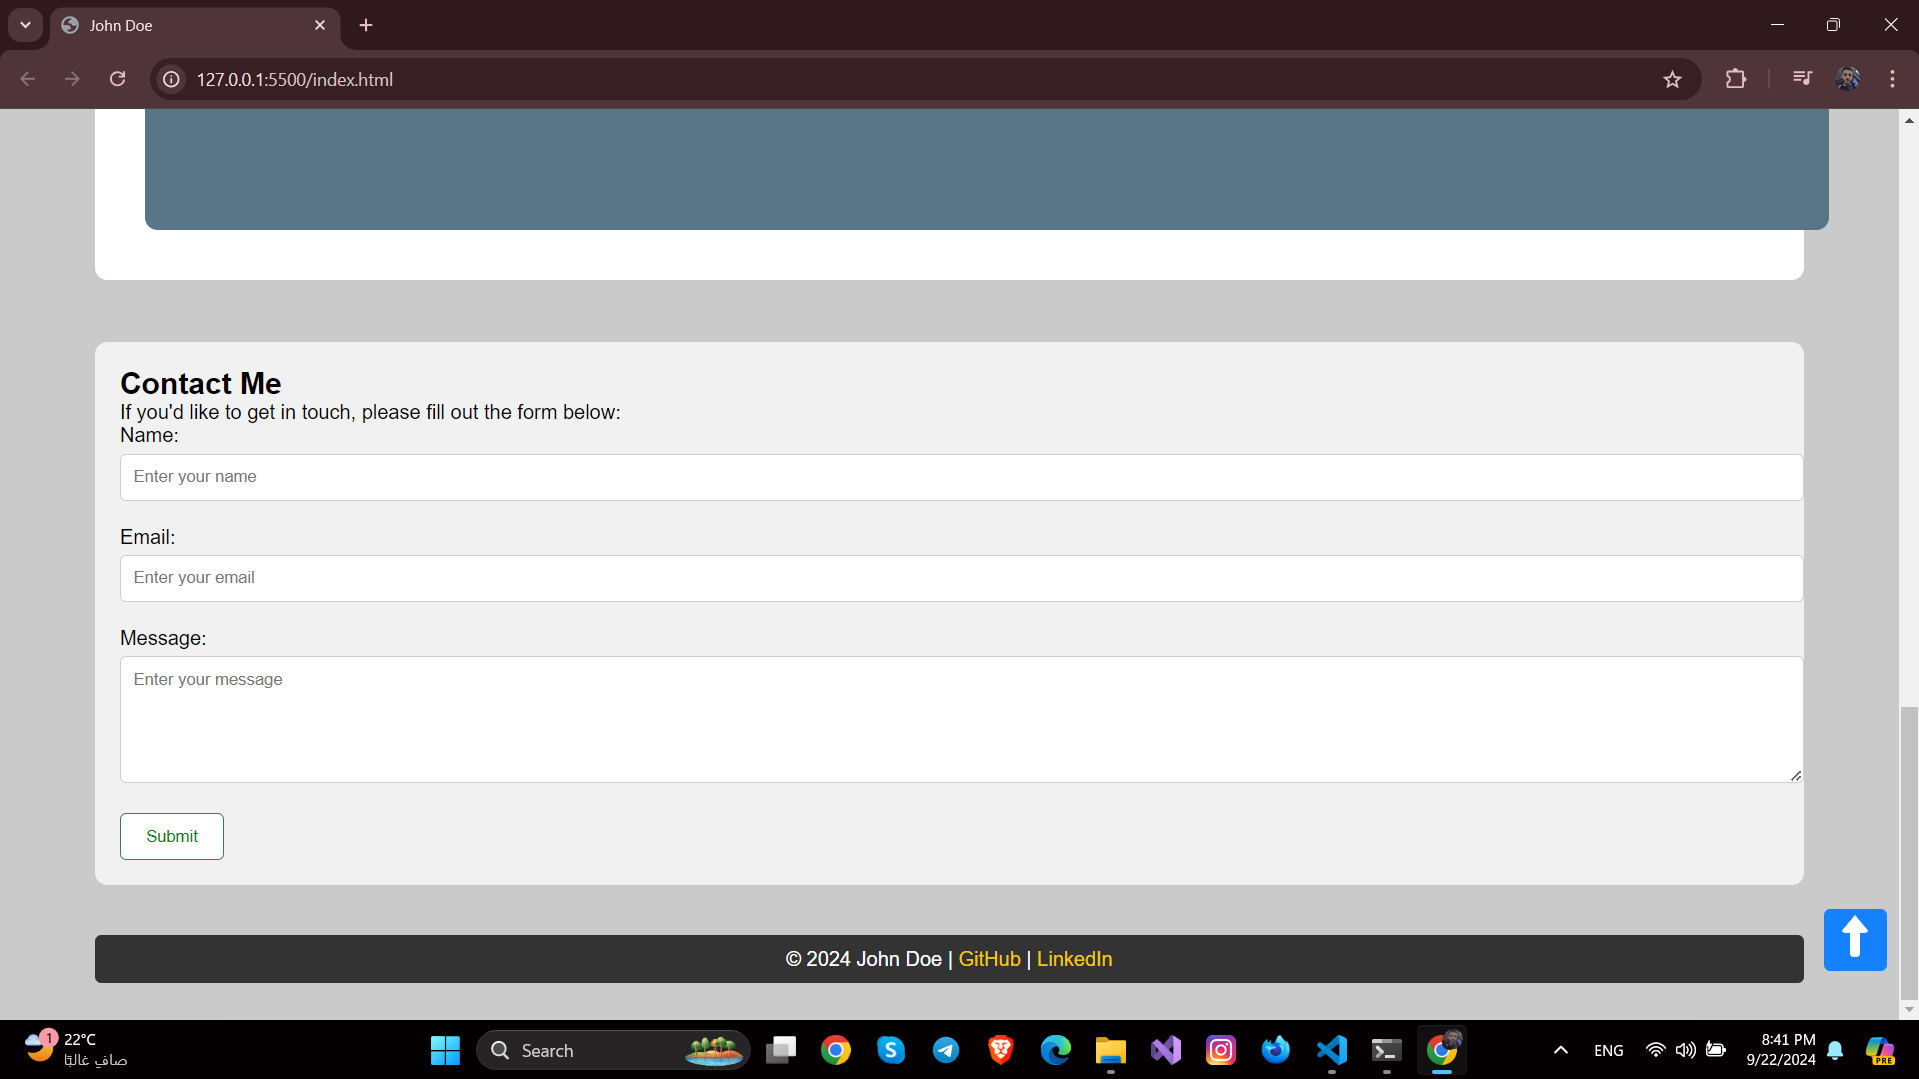 John Doe
127.0.0.1:5500/index.html
Contact Me
If you'd like to get in touch, please fill out the form below:
Name:
Enter your name
Email:
Enter your email
Message:
Enter your message
Submit
© 2024 John Doe | GitHub | LinkedIn
1
22°C
صافٍ غالبًا
Search
ENG
8:41 PM
9/22/2024
PRE